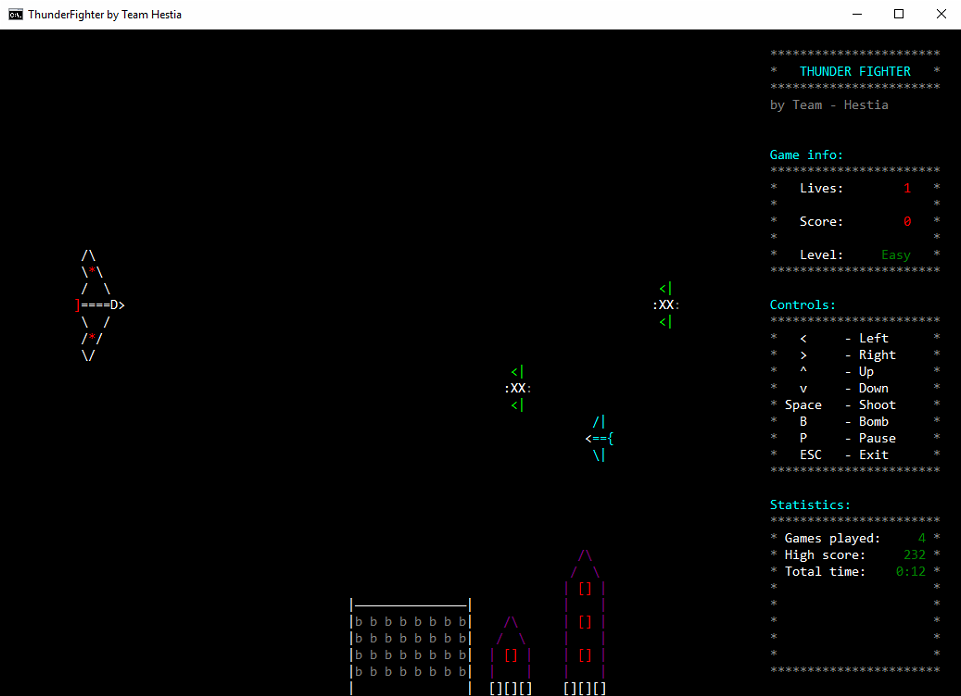 ThunderFighter by Team Hestia
***********************
*   THUNDER FIGHTER   *
***********************
by Team - Hestia
Game info:
***********************
*   Lives:        1   *
*                     *
*   Score:        0   *
*                     *
*   Level:     Easy   *
***********************
/\
\*\
/  \
]====D>
\  /
/*/
\/
<|
:XX:
<|
<|
:XX:
<|
/|
<=={
\|
Controls:
***********************
*   <     - Left      *
*   >     - Right     *
*   ^     - Up        *
*   v     - Down      *
* Space   - Shoot     *
*   B     - Bomb      *
*   P     - Pause     *
*   ESC   - Exit      *
***********************
Statistics:
***********************
* Games played:     4 *
* High score:     232 *
* Total time:    0:12 *
*                     *
*                     *
*                     *
*                     *
*                     *
***********************
|b b b b b b b b|
|b b b b b b b b|
|b b b b b b b b|
|b b b b b b b b|
/\
/  \
| [] |
|    |
[][][]
/\
/  \
| [] |
|    |
| [] |
|    |
| [] |
|    |
[][][]